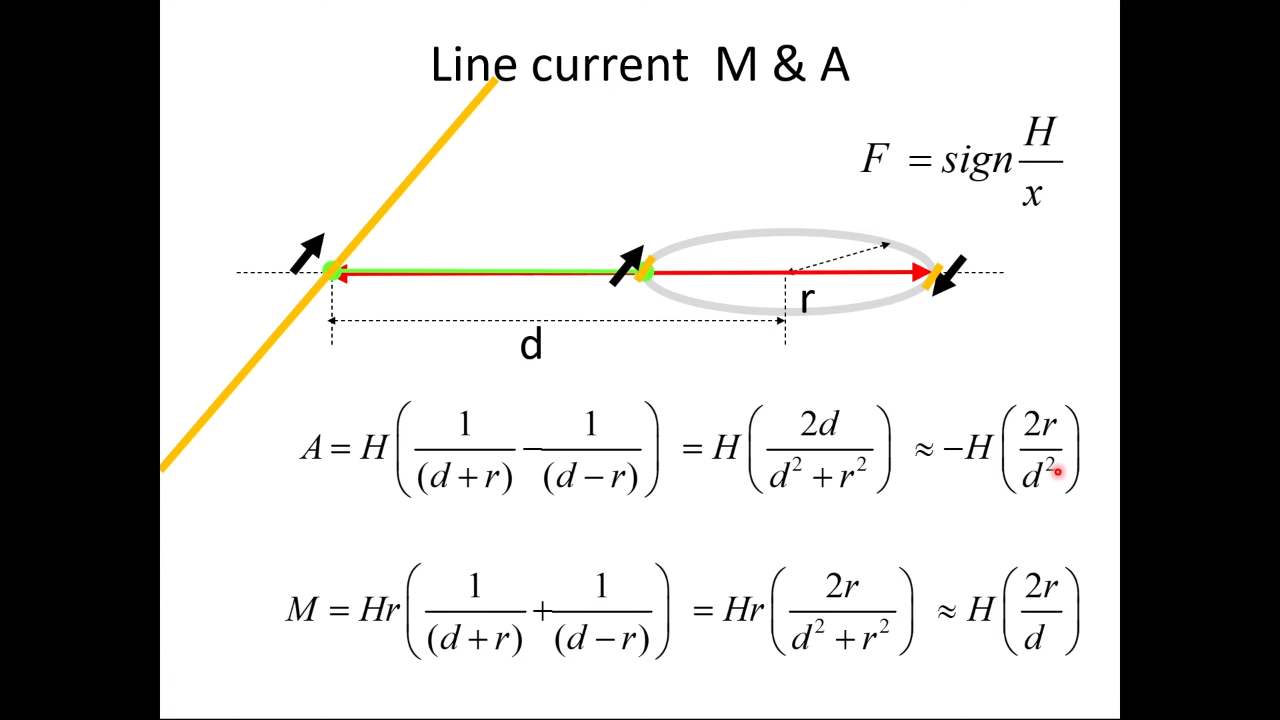 Line current M & A
F = sign H/x
r
d
A = H(1/(d + r) − 1/(d − r)) = H(2d/(d² + r²)) ≈ −H(2r/d²)
M = Hr(1/(d + r) + 1/(d − r)) = Hr(2r/(d² + r²)) ≈ H(2r/d)